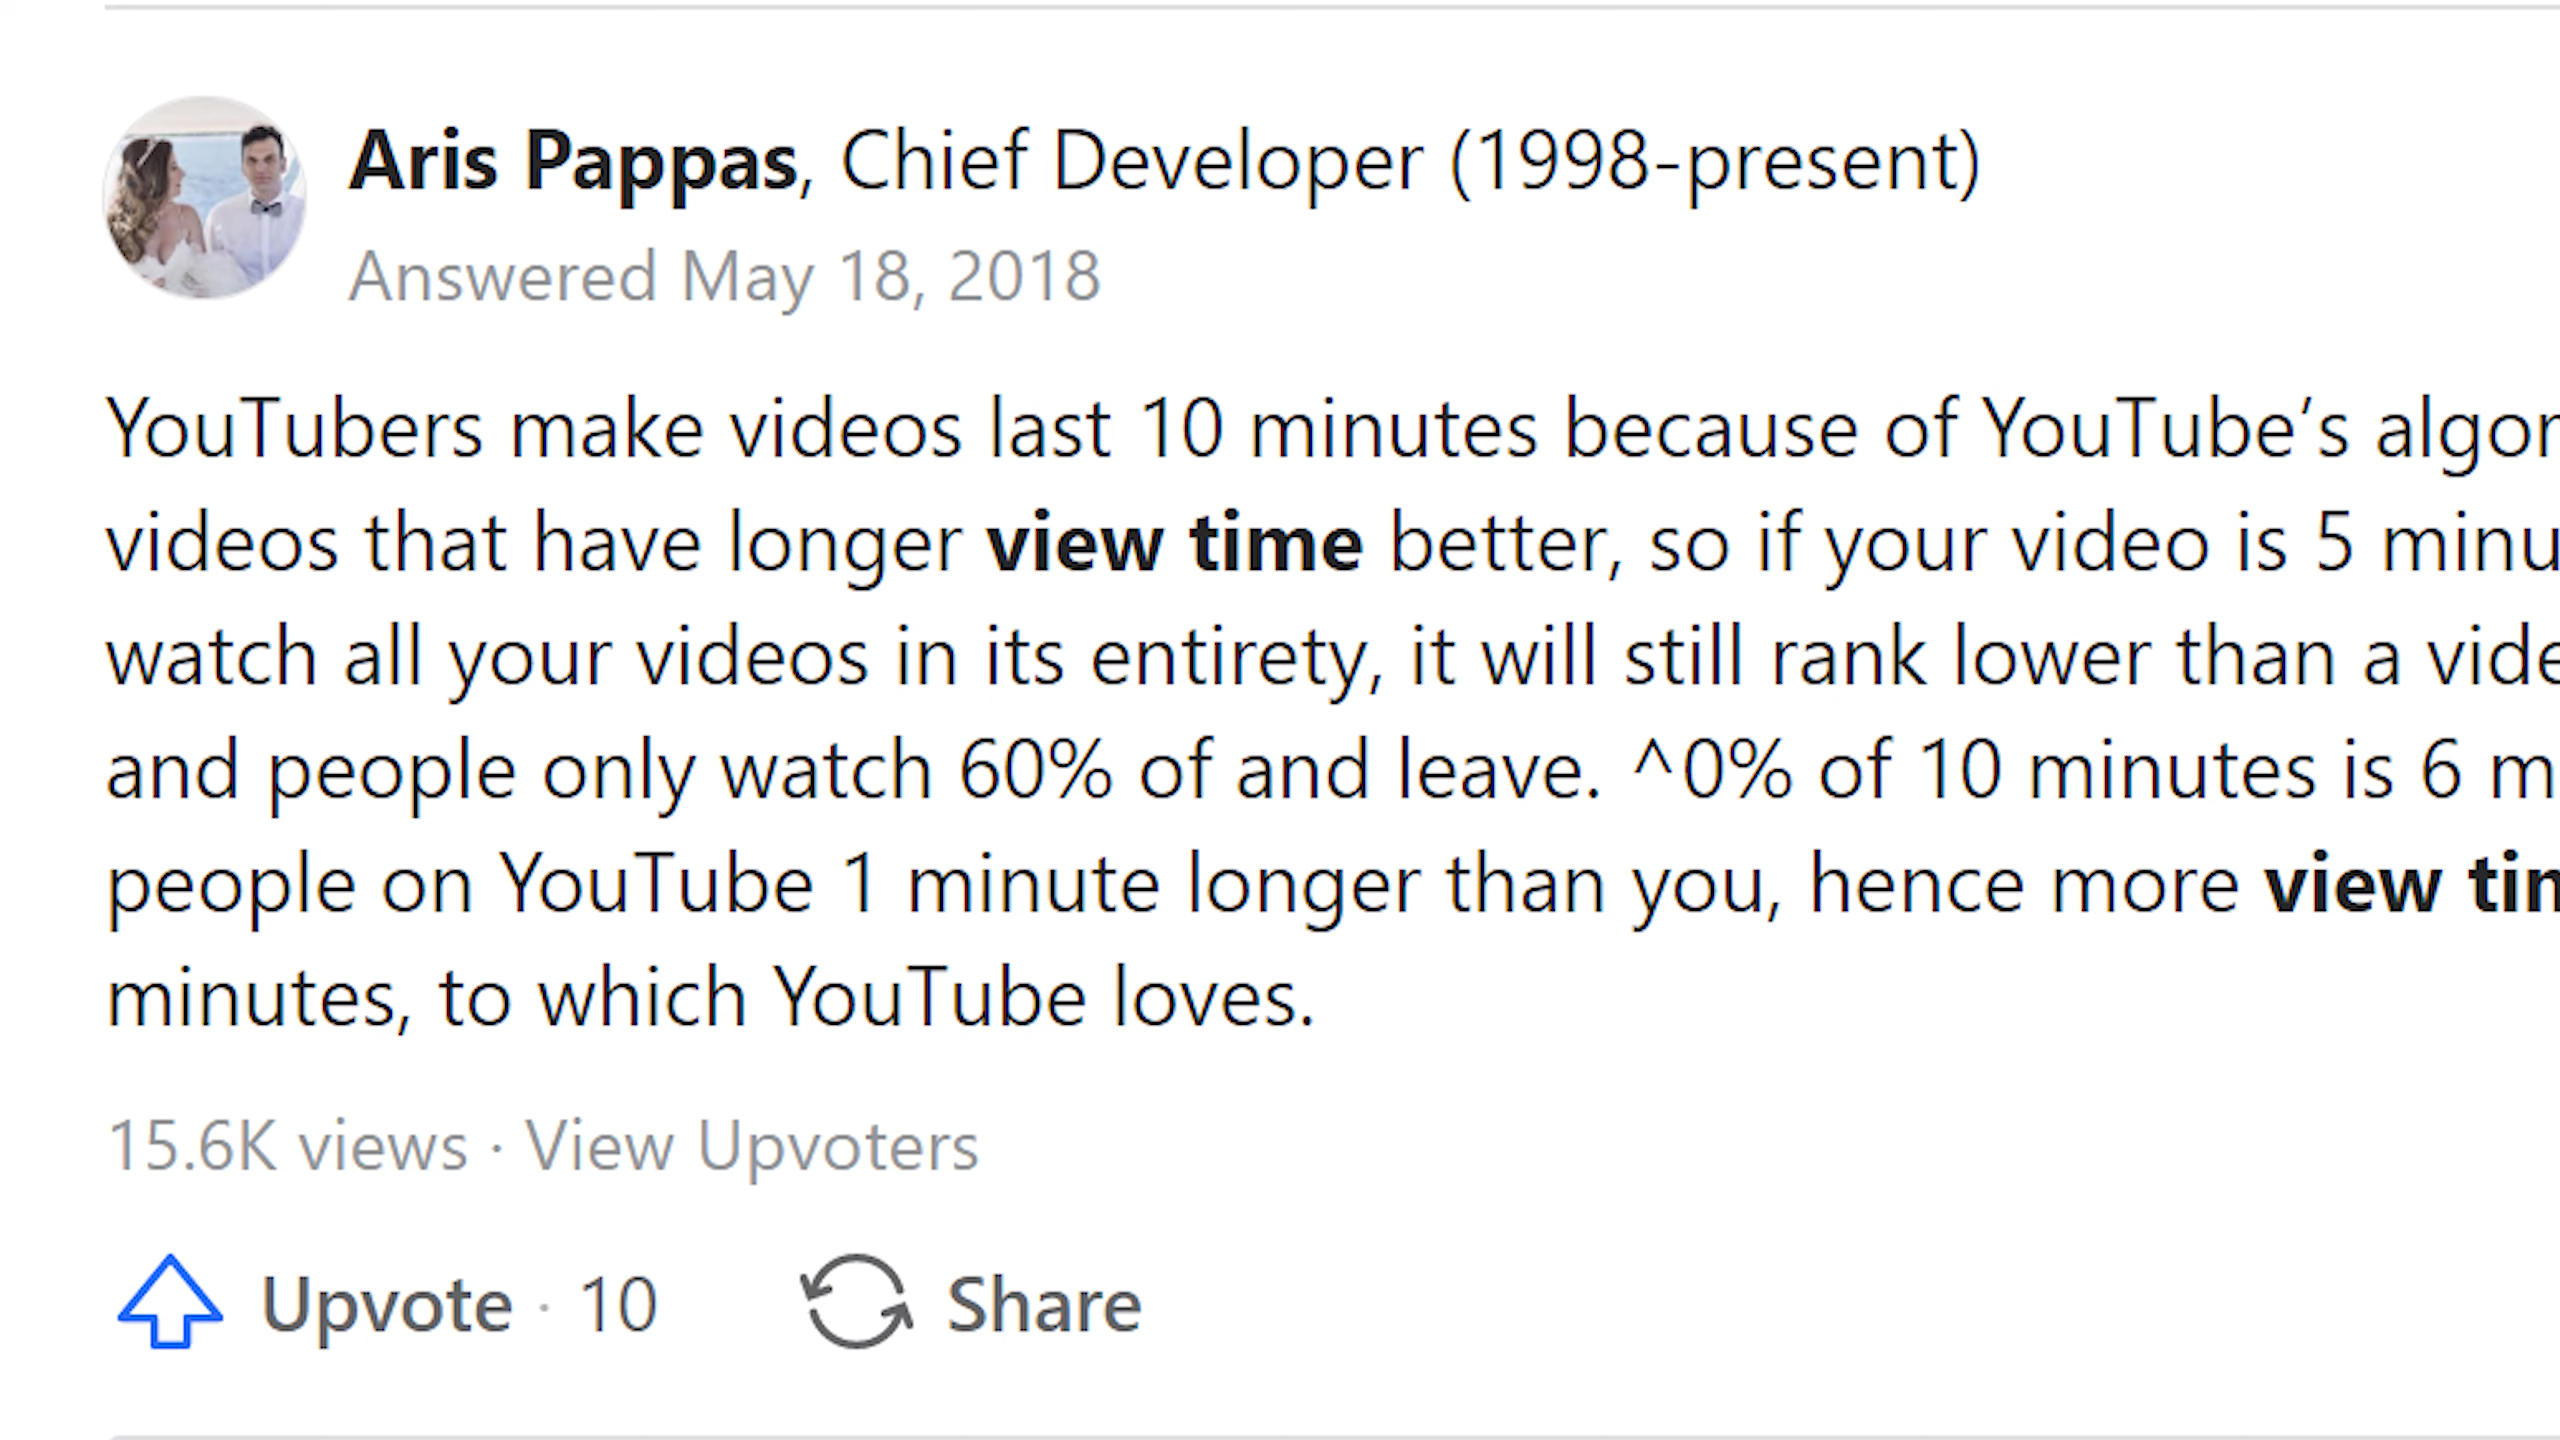 Aris Pappas, Chief Developer (1998-present)
Answered May 18, 2018
YouTubers make videos last 10 minutes because of YouTube’s
videos that have longer view time better, so if your video is 5
watch all your videos in its entirety, it will still rank lower than a
and people only watch 60% of and leave. ^0% of 10 minutes is 6
people on YouTube 1 minute longer than you, hence more view
minutes, to which YouTube loves.
15.6K views · View Upvoters
Upvote · 10 Share